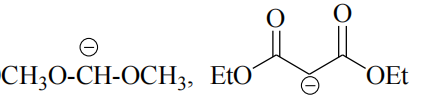 O O
⊖
CH₃O-CH-OCH₃, EtO ⊖ OEt